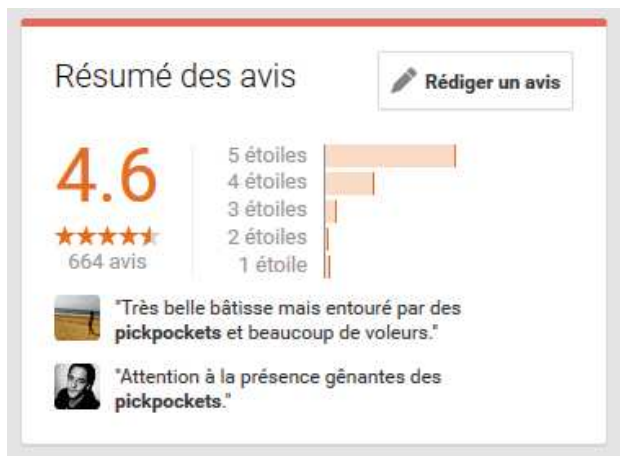 Résumé des avis
Rédiger un avis
4.6
664 avis
5 étoiles
4 étoiles
3 étoiles
2 étoiles
1 étoile
"Très belle bâtisse mais entouré par des
pickpockets et beaucoup de voleurs."
"Attention à la présence gênantes des
pickpockets."